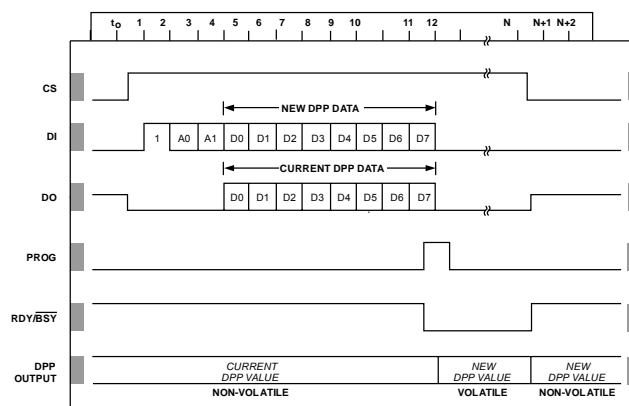 to 1 2 3 4 5 6 7 8 9 10 11 12 N N+1 N+2
CS
NEW DPP DATA
DI 1 A0 A1 D0 D1 D2 D3 D4 D5 D6 D7
CURRENT DPP DATA
DO D0 D1 D2 D3 D4 D5 D6 D7
PROG
RDY/BSY
DPP OUTPUT
CURRENT DPP VALUE
NON-VOLATILE
NEW DPP VALUE
VOLATILE
NEW DPP VALUE
NON-VOLATILE